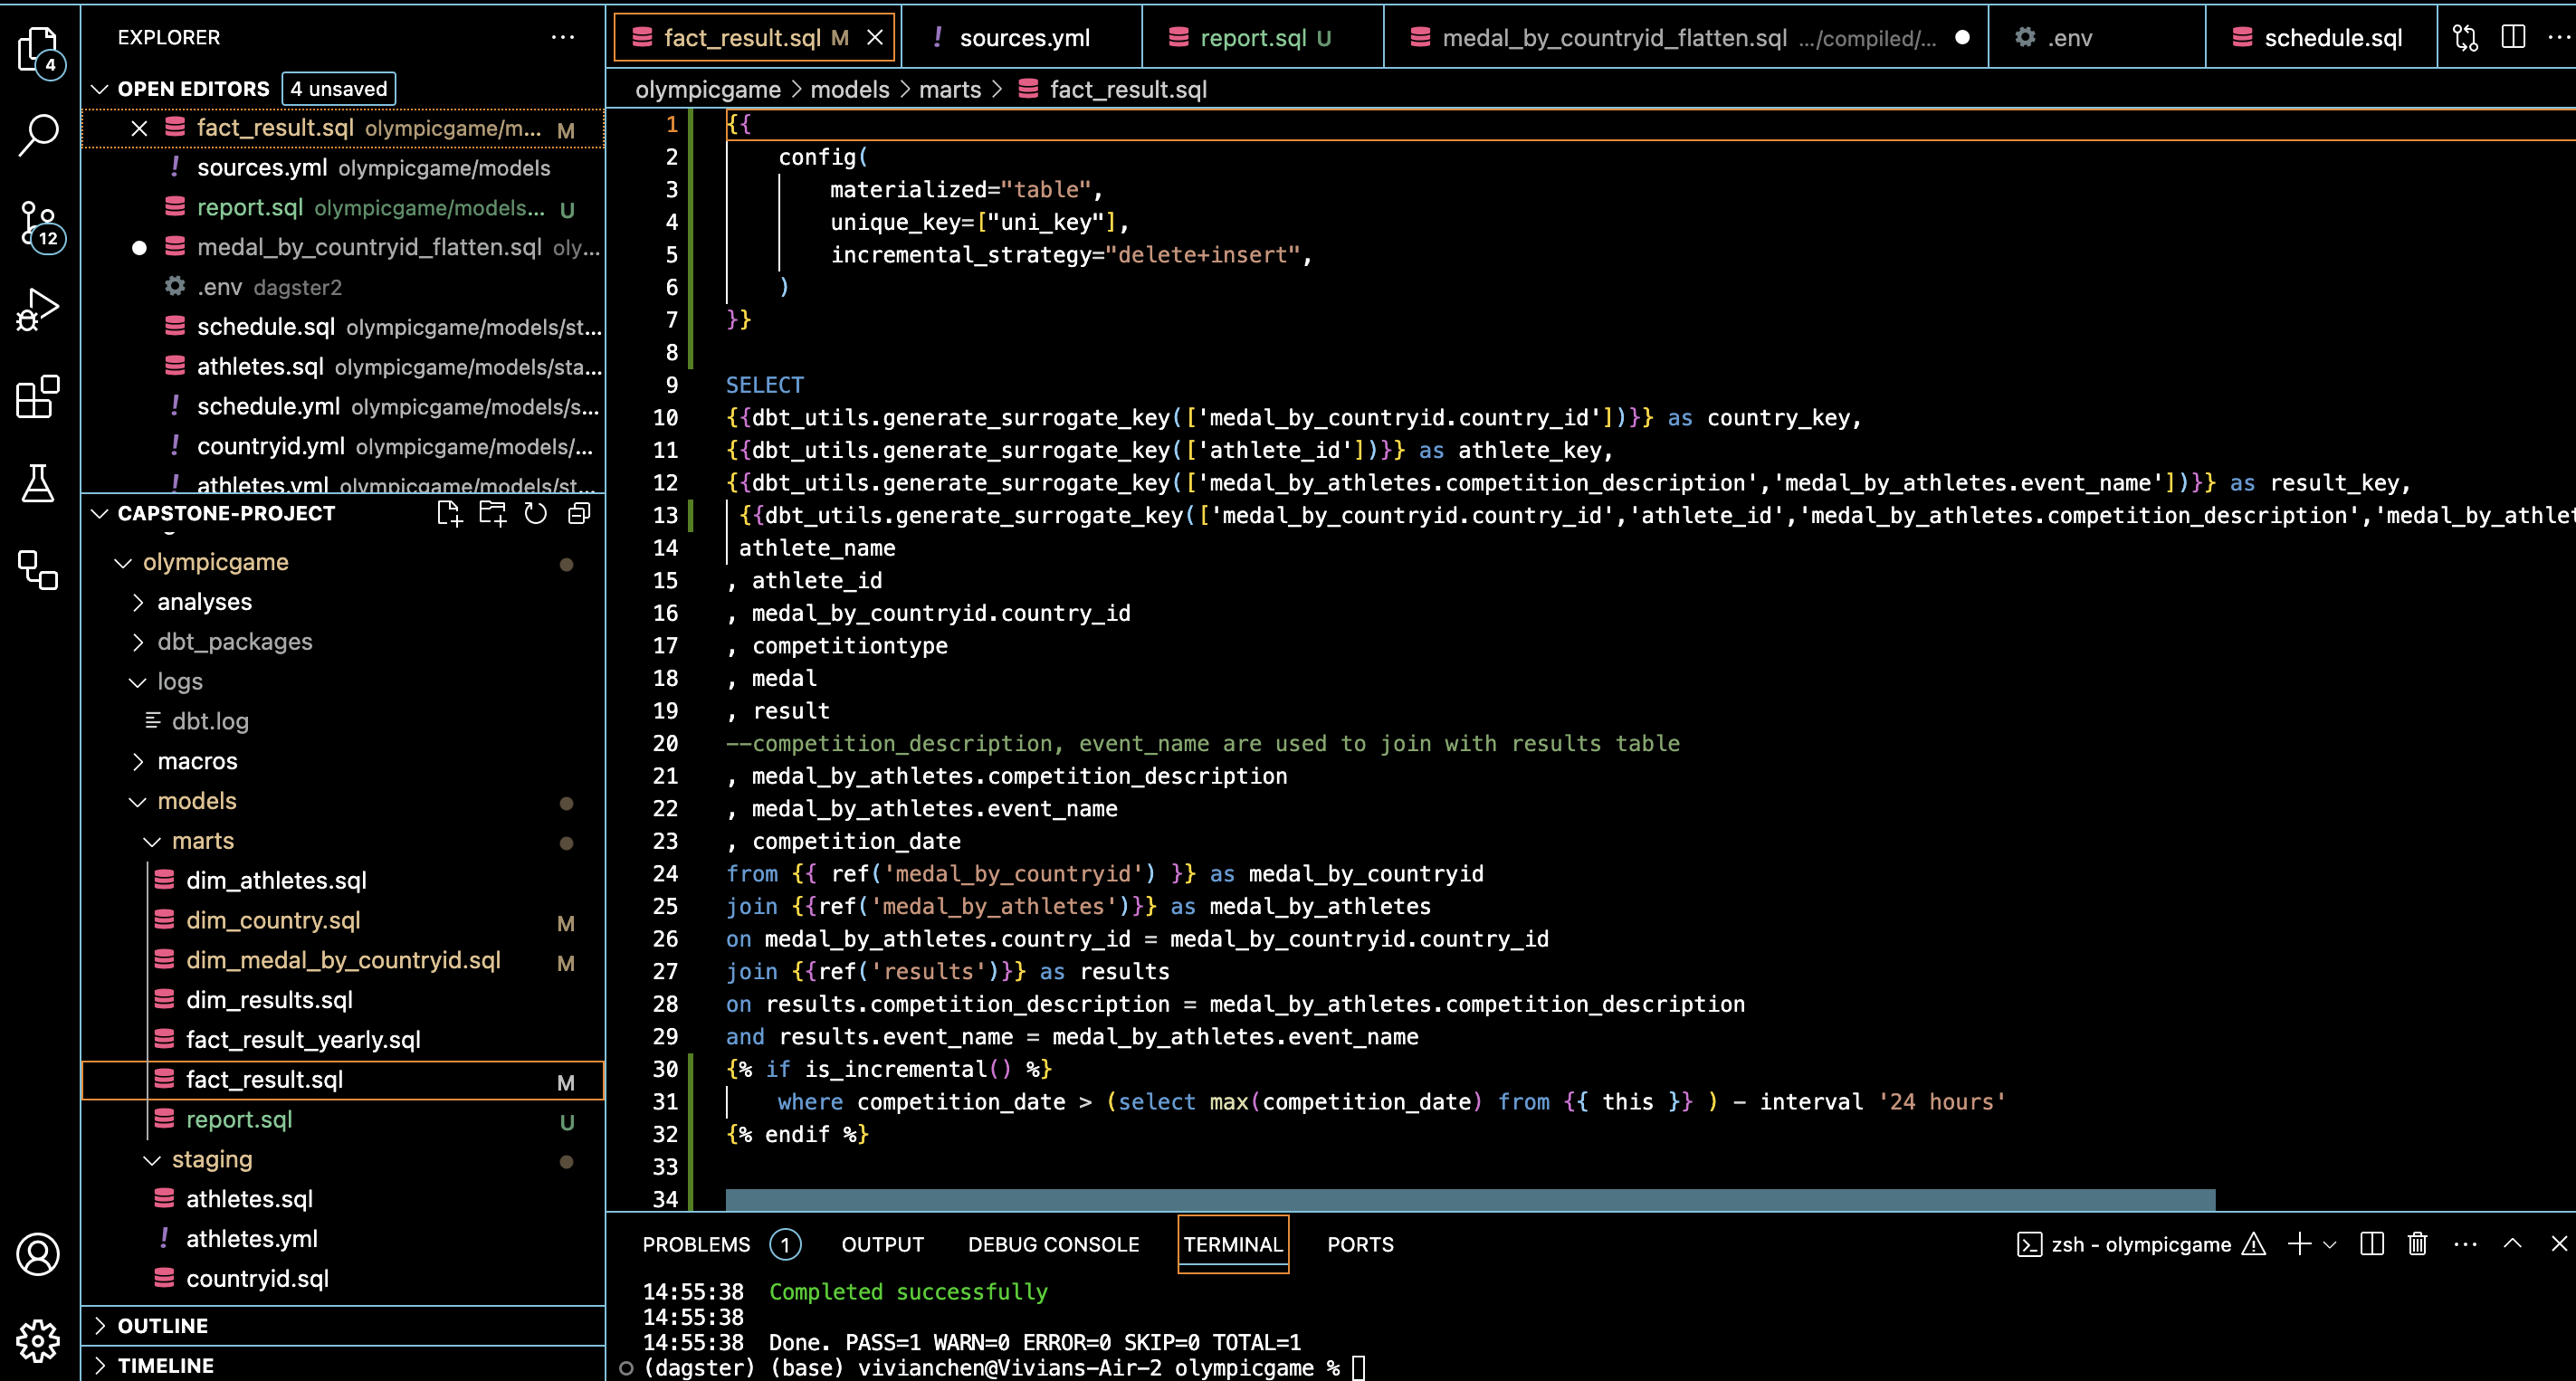 EXPLORER
OPEN EDITORS 4 unsaved
fact_result.sql olympicgame/m... M
sources.yml olympicgame/models
report.sql olympicgame/models... U
medal_by_countryid_flatten.sql oly...
.env dagster2
schedule.sql olympicgame/models/st...
athletes.sql olympicgame/models/sta...
schedule.yml olympicgame/models/s...
countryid.yml olympicgame/models/...
athletes.yml olympicgame/models/st...
CAPSTONE-PROJECT
olympicgame
analyses
dbt_packages
logs
dbt.log
macros
models
marts
dim_athletes.sql
dim_country.sql M
dim_medal_by_countryid.sql M
dim_results.sql
fact_result_yearly.sql
fact_result.sql M
report.sql U
staging
athletes.sql
athletes.yml
countryid.sql
OUTLINE
TIMELINE
4
12
fact_result.sql M
sources.yml
report.sql U
medal_by_countryid_flatten.sql .../compiled/...
.env
schedule.sql
olympicgame > models > marts > fact_result.sql
1 {{
2 config(
3 materialized="table",
4 unique_key=["uni_key"],
5 incremental_strategy="delete+insert",
6 )
7 }}
8
9 SELECT
10 {{dbt_utils.generate_surrogate_key(['medal_by_countryid.country_id'])}} as country_key,
11 {{dbt_utils.generate_surrogate_key(['athlete_id'])}} as athlete_key,
12 {{dbt_utils.generate_surrogate_key(['medal_by_athletes.competition_description','medal_by_athletes.event_name'])}} as result_key,
13 {{dbt_utils.generate_surrogate_key(['medal_by_countryid.country_id','athlete_id','medal_by_athletes.competition_description','medal_by_athlet
14 athlete_name
15 , athlete_id
16 , medal_by_countryid.country_id
17 , competitiontype
18 , medal
19 , result
20 --competition_description, event_name are used to join with results table
21 , medal_by_athletes.competition_description
22 , medal_by_athletes.event_name
23 , competition_date
24 from {{ ref('medal_by_countryid') }} as medal_by_countryid
25 join {{ref('medal_by_athletes')}} as medal_by_athletes
26 on medal_by_athletes.country_id = medal_by_countryid.country_id
27 join {{ref('results')}} as results
28 on results.competition_description = medal_by_athletes.competition_description
29 and results.event_name = medal_by_athletes.event_name
30 {% if is_incremental() %}
31 where competition_date > (select max(competition_date) from {{ this }} ) - interval '24 hours'
32 {% endif %}
33
34
PROBLEMS 1 OUTPUT DEBUG CONSOLE TERMINAL PORTS
zsh - olympicgame
14:55:38 Completed successfully
14:55:38
14:55:38 Done. PASS=1 WARN=0 ERROR=0 SKIP=0 TOTAL=1
(dagster) (base) vivianchen@Vivians-Air-2 olympicgame %